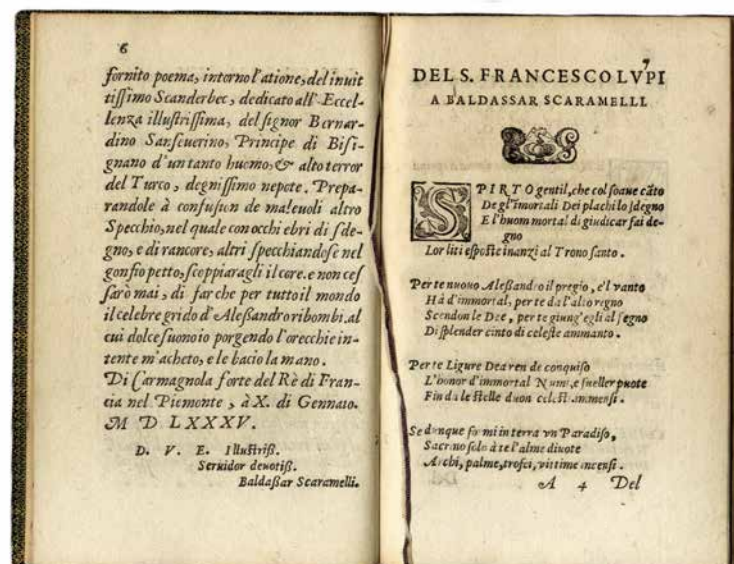 6
fornito poema, intorno l'atione, del inuit
tissimo Scanderbec, dedicato all'Eccel-
lenza illustrissima, del signor Bernar-
dino Sanseuerino, Principe di Bisi-
gnano d'un tanto huomo, & alto terror
del Turco, degnissimo nepote. Prepa-
randole à confusion de maleuoli altro
Specchio, nel quale con occhi ebri di sde-
gno, e di rancore, altri specchiandose nel
gonfio petto, scoppiaragli il core. e non ces
sarò mai, di far che per tutto il mondo
il celebre grido d'Alessandro ribombi. al
cui dolce suono io porgendo l'orecchie in-
tente m'acheto, e le bacio la mano.
Di Carmagnola forte del Rè di Fran-
cia nel Piemonte, à X. di Gennaio.
M D LXXXV.
D. V. E. Illustriß.
Seruidor deuotiß.
Baldaßar Scaramelli.
7
DEL S. FRANCESCO LVPI
A BALDASSAR SCARAMELLI.
SPIRTO gentil, che col soaue cãto
De gl'imortali Dei plachi lo sdegno
E l'huom mortal di giudicar fai de-
gno
Lor liti esposte inanzi al Trono santo.
Per te nuouo Aleßandro il pregio, e'l vanto
Há d'immortal, per te da l'alto regno
Scendon le Dee, per te giung'egli al segno
Di splender cinto di celeste ammanto.
Per te Ligure Dea ren de conquiso
L'honor d'immortal Numi, e sueller puote
Fin da le stelle duon celesti immensi.
Se dunque formi in terra vn Paradiso,
Sacrano solo à te l'alme diuote
Archi, palme, trofei, vittime incensi.
A 4 Del